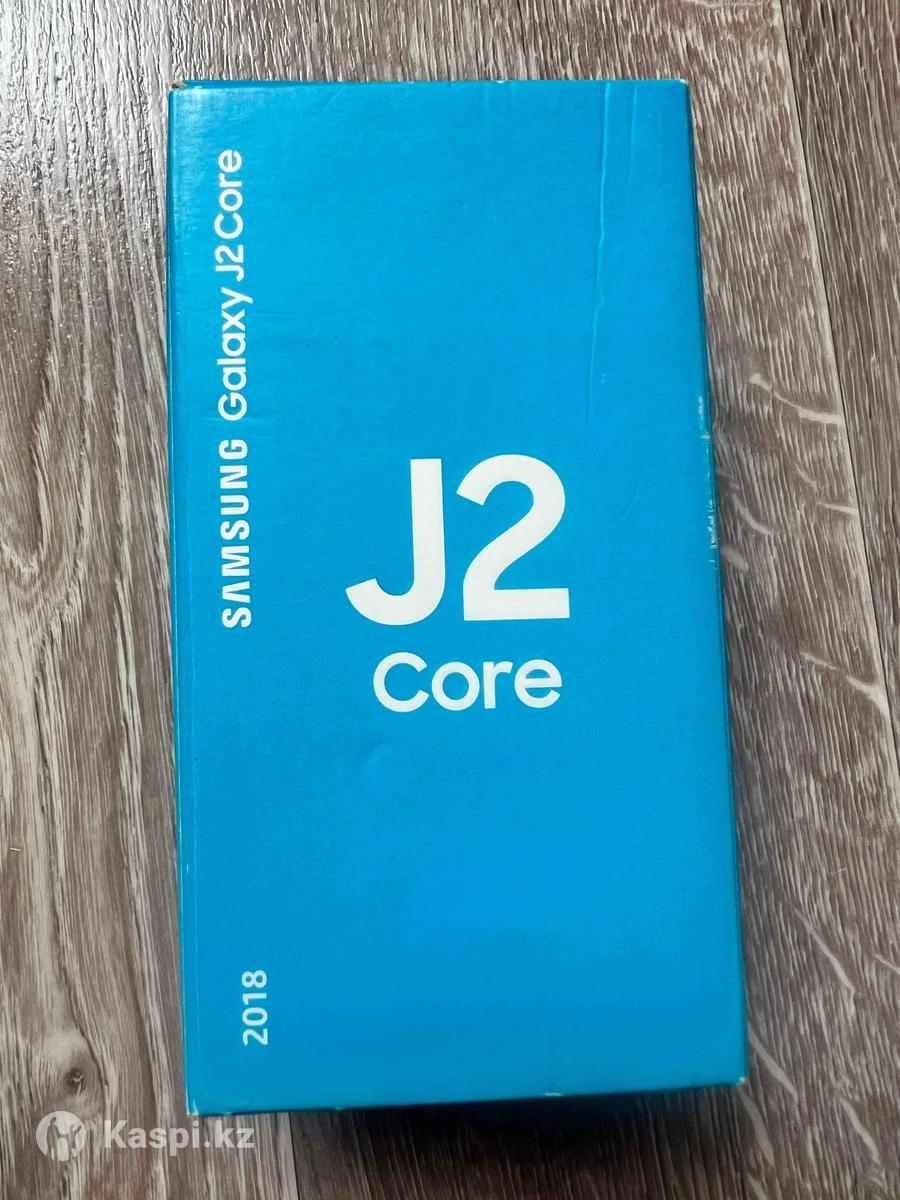 SAMSUNG Galaxy J2 Core
J2
Core
2018
Kaspi.kz